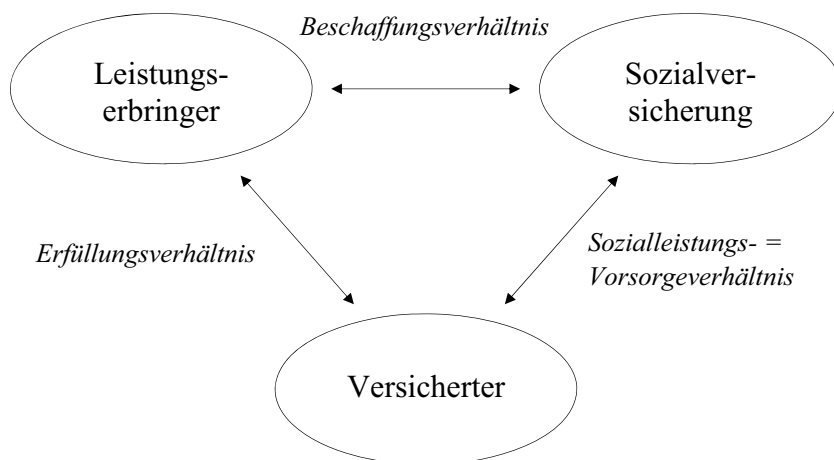 Beschaffungsverhältnis
Leistungs-
erbringer
Sozialver-
sicherung
Erfüllungsverhältnis
Sozialleistungs- =
Vorsorgeverhältnis
Versicherter